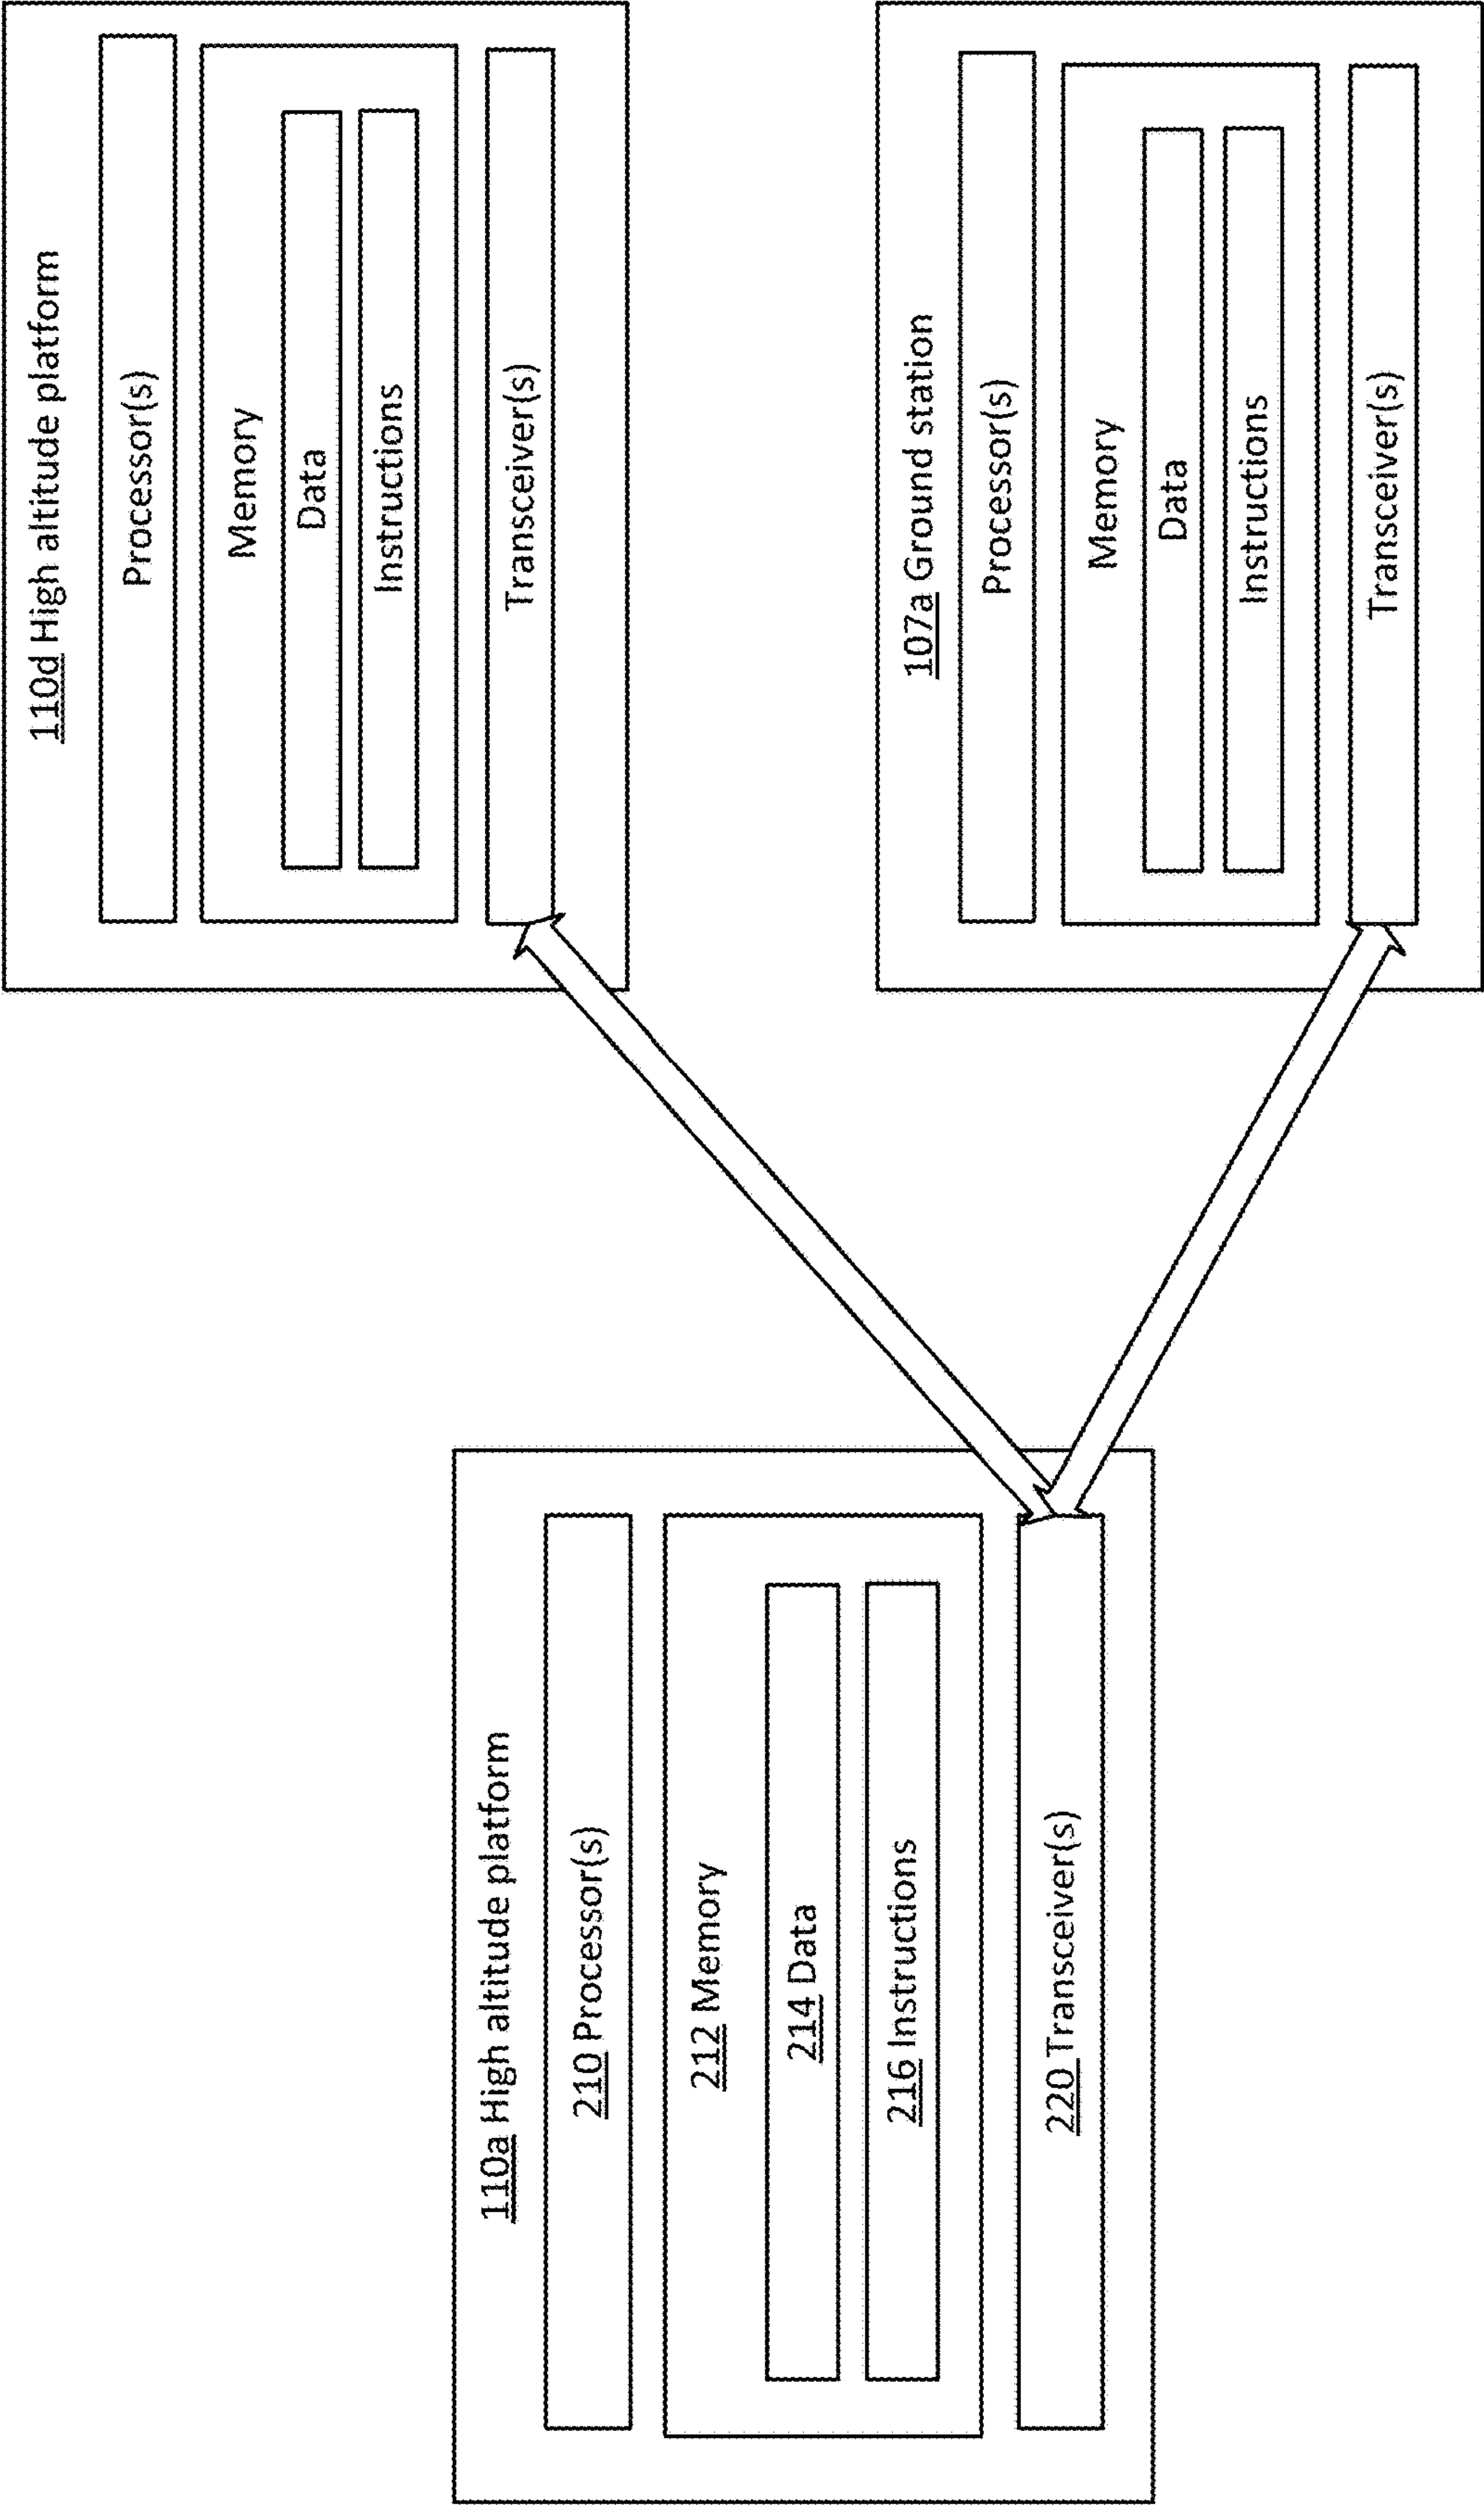 110a High altitude platform
210 Processor(s)
212 Memory
214 Data
216 Instructions
220 Transceiver(s)
110d High altitude platform
Processor(s)
Memory
Data
Instructions
Transceiver(s)
107a Ground station
Processor(s)
Memory
Data
Instructions
Transceiver(s)